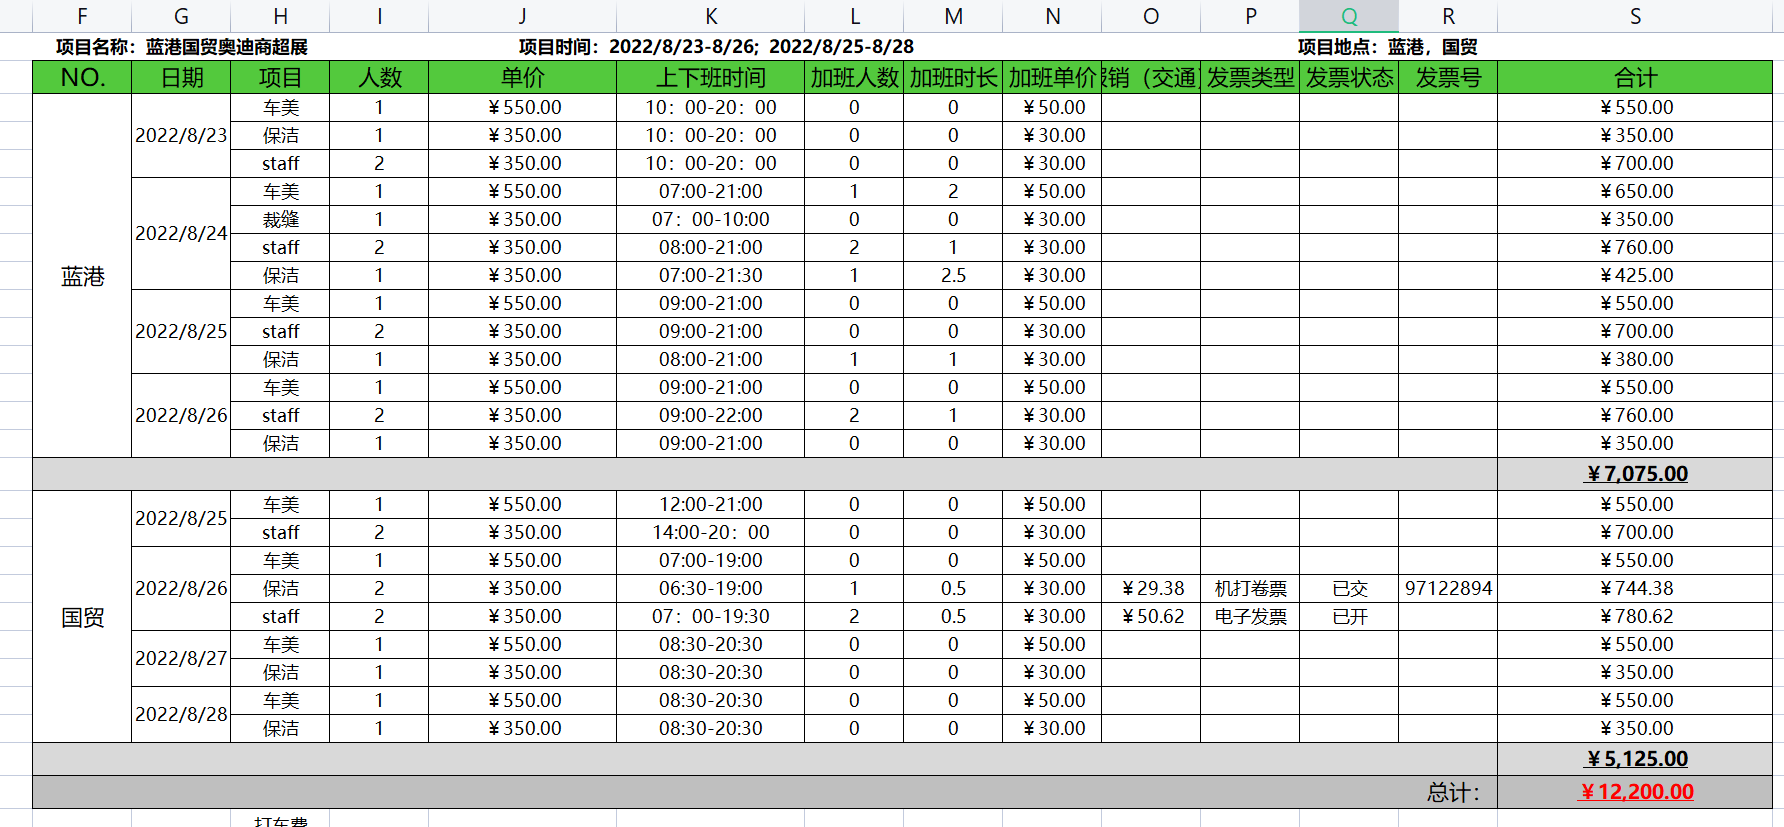 F G H I J K L M N O P Q R S
项目名称：蓝港国贸奥迪商超展 项目时间：2022/8/23-8/26；2022/8/25-8/28 项目地点：蓝港，国贸
NO. 日期 项目 人数 单价 上下班时间 加班人数 加班时长 加班单价 销（交通） 发票类型 发票状态 发票号 合计
蓝港
2022/8/23
车美 1 ￥550.00 10：00-20：00 0 0 ￥50.00 ￥550.00
保洁 1 ￥350.00 10：00-20：00 0 0 ￥30.00 ￥350.00
staff 2 ￥350.00 10：00-20：00 0 0 ￥30.00 ￥700.00
2022/8/24
车美 1 ￥550.00 07:00-21:00 1 2 ￥50.00 ￥650.00
裁缝 1 ￥350.00 07：00-10:00 0 0 ￥30.00 ￥350.00
staff 2 ￥350.00 08:00-21:00 2 1 ￥30.00 ￥760.00
保洁 1 ￥350.00 07:00-21:30 1 2.5 ￥30.00 ￥425.00
2022/8/25
车美 1 ￥550.00 09:00-21:00 0 0 ￥50.00 ￥550.00
staff 2 ￥350.00 09:00-21:00 0 0 ￥30.00 ￥700.00
保洁 1 ￥350.00 08:00-21:00 1 1 ￥30.00 ￥380.00
2022/8/26
车美 1 ￥550.00 09:00-21:00 0 0 ￥50.00 ￥550.00
staff 2 ￥350.00 09:00-22:00 2 1 ￥30.00 ￥760.00
保洁 1 ￥350.00 09:00-21:00 0 0 ￥30.00 ￥350.00
￥7,075.00
国贸
2022/8/25
车美 1 ￥550.00 12:00-21:00 0 0 ￥50.00 ￥550.00
staff 2 ￥350.00 14:00-20：00 0 0 ￥30.00 ￥700.00
2022/8/26
车美 1 ￥550.00 07:00-19:00 0 0 ￥50.00 ￥550.00
保洁 2 ￥350.00 06:30-19:00 1 0.5 ￥30.00 ￥29.38 机打卷票 已交 97122894 ￥744.38
staff 2 ￥350.00 07：00-19:30 2 0.5 ￥30.00 ￥50.62 电子发票 已开 ￥780.62
2022/8/27
车美 1 ￥550.00 08:30-20:30 0 0 ￥50.00 ￥550.00
保洁 1 ￥350.00 08:30-20:30 0 0 ￥30.00 ￥350.00
2022/8/28
车美 1 ￥550.00 08:30-20:30 0 0 ￥50.00 ￥550.00
保洁 1 ￥350.00 08:30-20:30 0 0 ￥30.00 ￥350.00
￥5,125.00
总计： ￥12,200.00
打车费